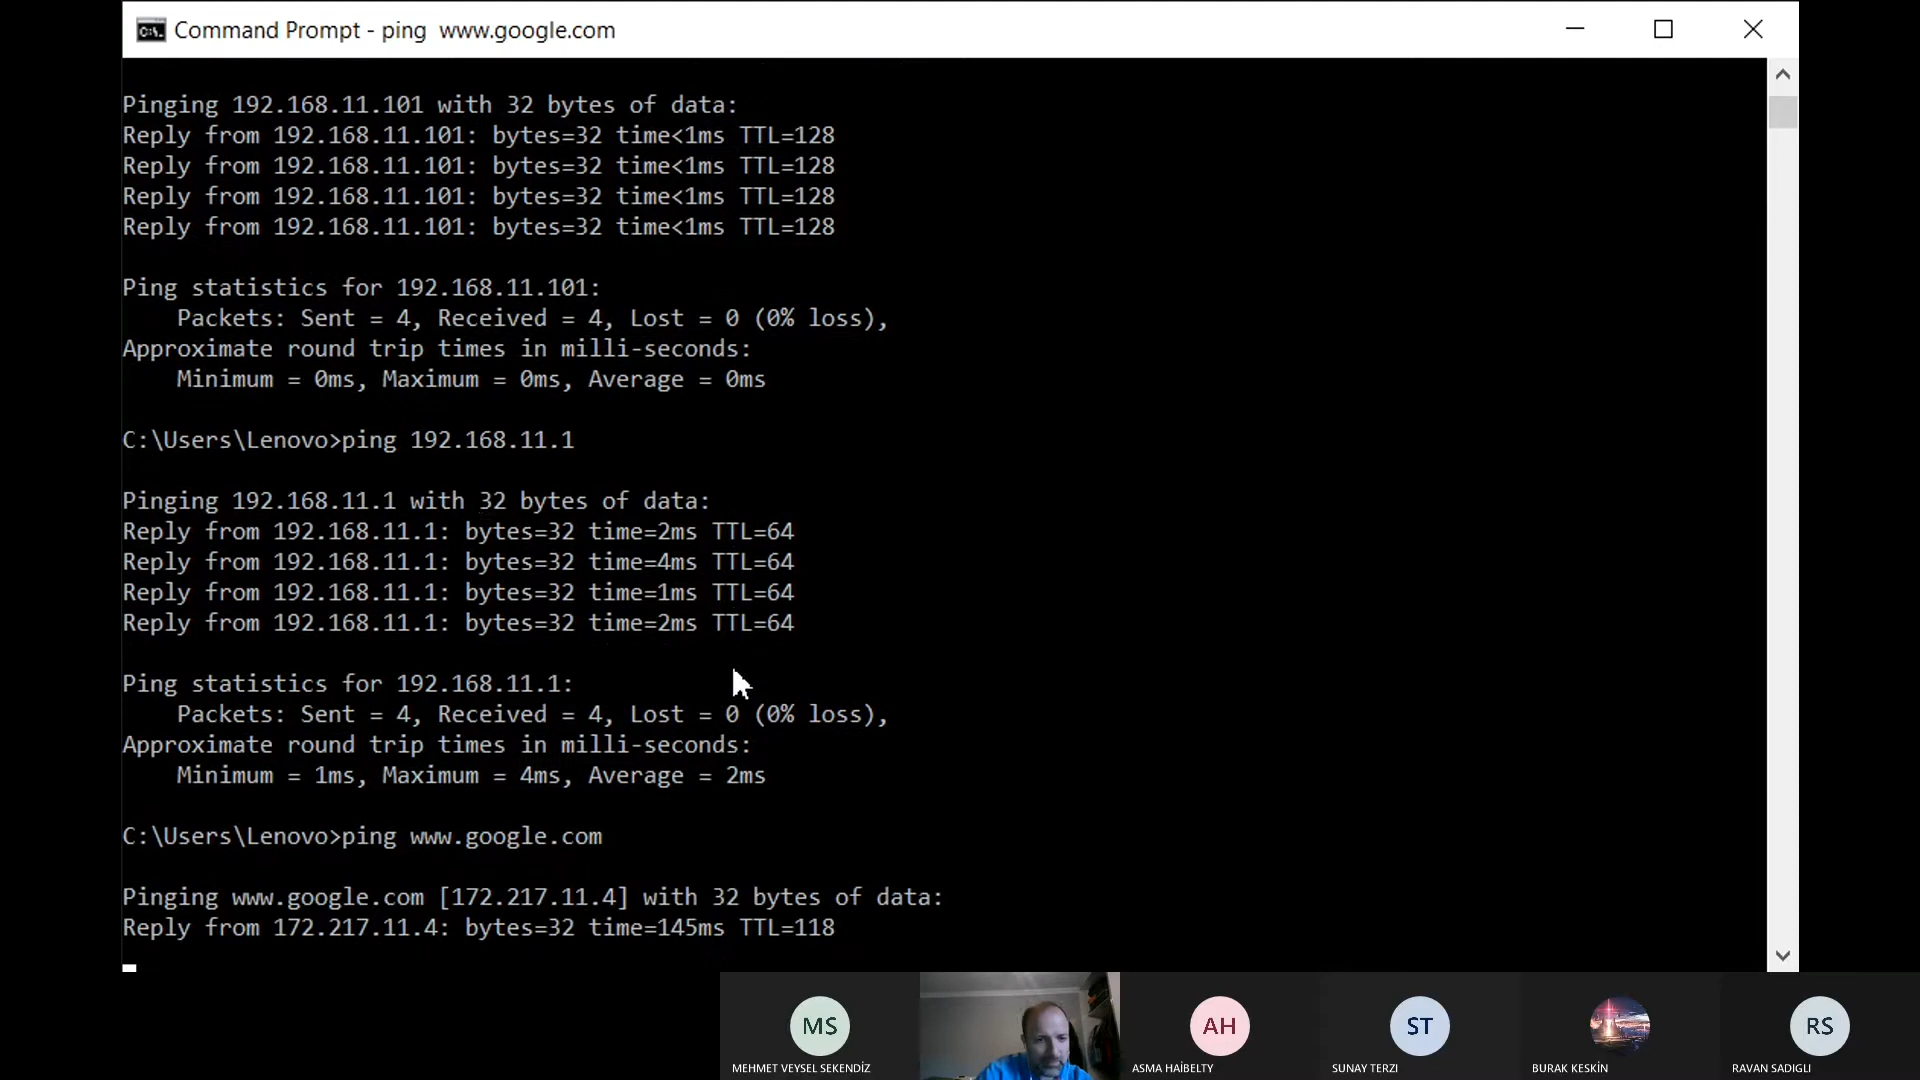 Command Prompt - ping  www.google.com
Pinging 192.168.11.101 with 32 bytes of data:
Reply from 192.168.11.101: bytes=32 time<1ms TTL=128
Reply from 192.168.11.101: bytes=32 time<1ms TTL=128
Reply from 192.168.11.101: bytes=32 time<1ms TTL=128
Reply from 192.168.11.101: bytes=32 time<1ms TTL=128
Ping statistics for 192.168.11.101:
    Packets: Sent = 4, Received = 4, Lost = 0 (0% loss),
Approximate round trip times in milli-seconds:
    Minimum = 0ms, Maximum = 0ms, Average = 0ms
C:\Users\Lenovo>ping 192.168.11.1
Pinging 192.168.11.1 with 32 bytes of data:
Reply from 192.168.11.1: bytes=32 time=2ms TTL=64
Reply from 192.168.11.1: bytes=32 time=4ms TTL=64
Reply from 192.168.11.1: bytes=32 time=1ms TTL=64
Reply from 192.168.11.1: bytes=32 time=2ms TTL=64
Ping statistics for 192.168.11.1:
    Packets: Sent = 4, Received = 4, Lost = 0 (0% loss),
Approximate round trip times in milli-seconds:
    Minimum = 1ms, Maximum = 4ms, Average = 2ms
C:\Users\Lenovo>ping www.google.com
Pinging www.google.com [172.217.11.4] with 32 bytes of data:
Reply from 172.217.11.4: bytes=32 time=145ms TTL=118
MS AH ST RS
MEHMET VEYSEL SEKENDİZ ASMA HAİBELTY SUNAY TERZI BURAK KESKİN RAVAN SADIGLI